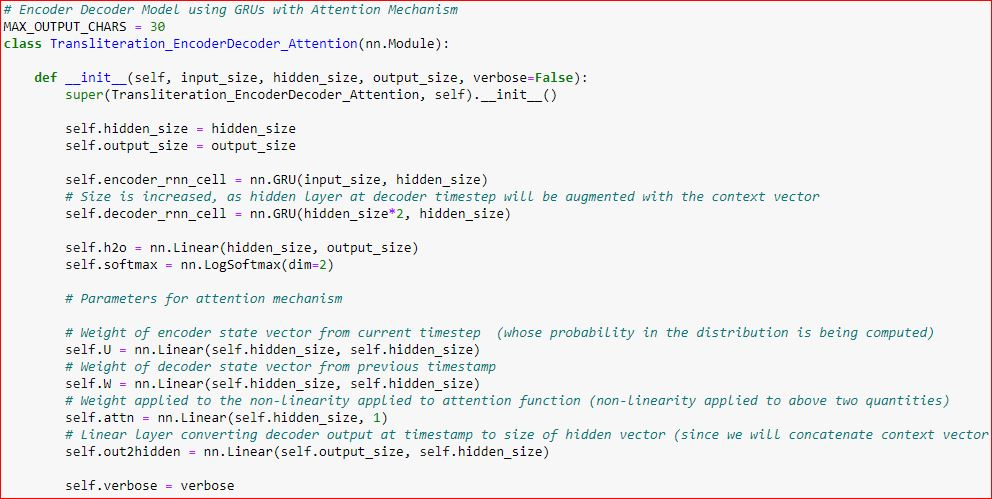 # Encoder Decoder Model using GRUs with Attention Mechanism
MAX_OUTPUT_CHARS = 30
class Transliteration_EncoderDecoder_Attention(nn.Module):
def __init__(self, input_size, hidden_size, output_size, verbose=False):
super(Transliteration_EncoderDecoder_Attention, self).__init__()
self.hidden_size = hidden_size
self.output_size = output_size
self.encoder_rnn_cell = nn.GRU(input_size, hidden_size)
# Size is increased, as hidden layer at decoder timestep will be augmented with the context vector
self.decoder_rnn_cell = nn.GRU(hidden_size*2, hidden_size)
self.h2o = nn.Linear(hidden_size, output_size)
self.softmax = nn.LogSoftmax(dim=2)
# Parameters for attention mechanism
# Weight of encoder state vector from current timestep  (whose probability in the distribution is being computed)
self.U = nn.Linear(self.hidden_size, self.hidden_size)
# Weight of decoder state vector from previous timestamp
self.W = nn.Linear(self.hidden_size, self.hidden_size)
# Weight applied to the non-linearity applied to attention function (non-linearity applied to above two quantities)
self.attn = nn.Linear(self.hidden_size, 1)
# Linear layer converting decoder output at timestamp to size of hidden vector (since we will concatenate context vector
self.out2hidden = nn.Linear(self.output_size, self.hidden_size)
self.verbose = verbose